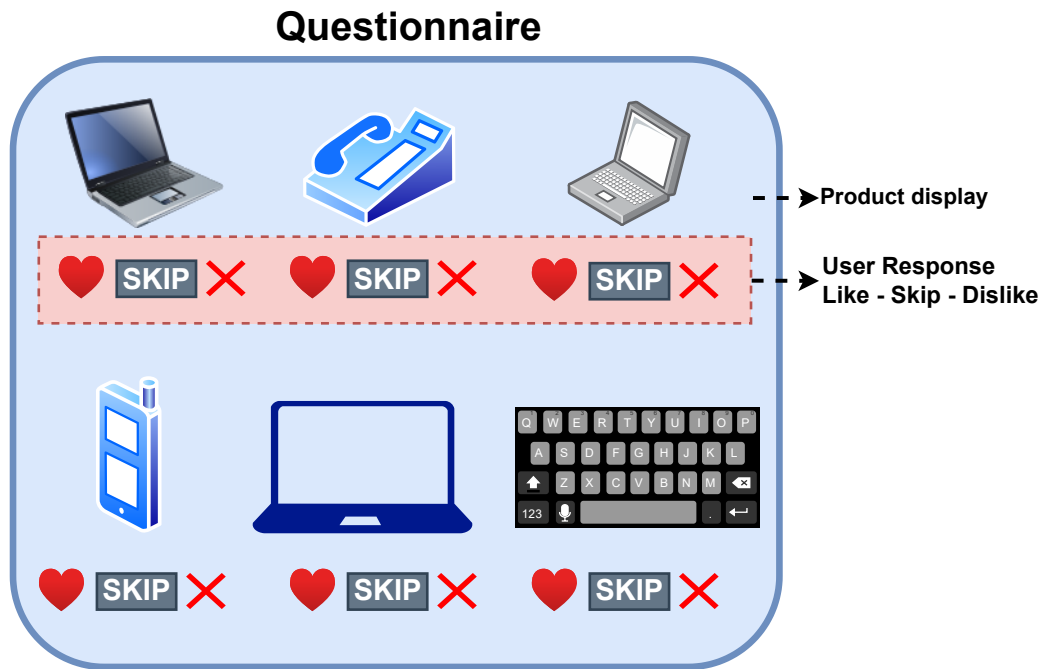 Questionnaire
Product display
SKIP SKIP SKIP
User Response
Like - Skip - Dislike
Q W E R T Y U I O P
A S D F G H J K L
Z X C V B N M
123 .
SKIP SKIP SKIP